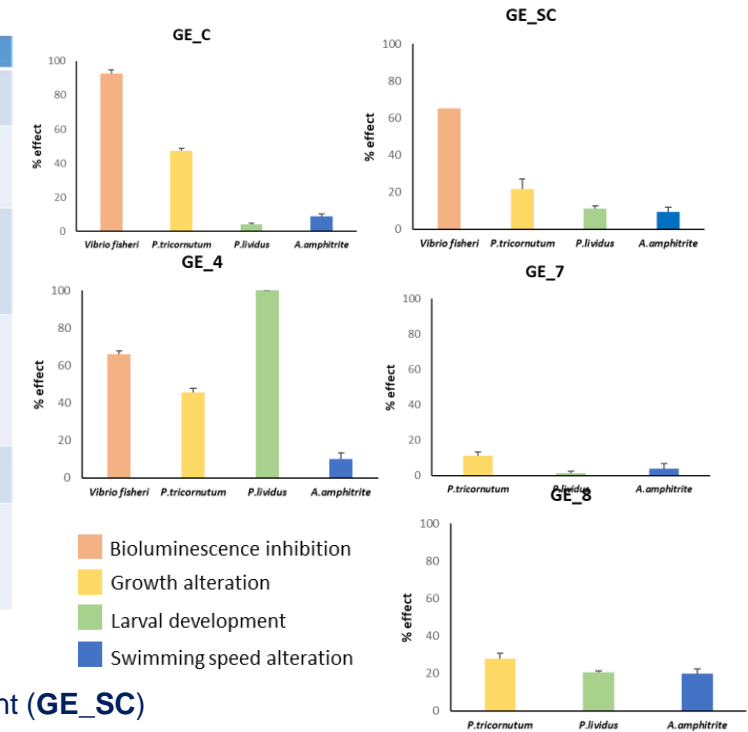 GE_C
100
80
60
40
20
0
% effect
Vibrio fisheri P.tricornutum P.lividus A.amphitrite
GE_SC
100
80
60
40
20
0
% effect
Vibrio fisheri P.tricornutum P.lividus A.amphitrite
GE_4
100
80
60
40
20
0
% effect
Vibrio fisheri P.tricornutum P.lividus A.amphitrite
GE_7
100
80
60
40
20
0
% effect
P.tricornutum P.lividus A.amphitrite
GE_8
100
80
60
40
20
0
% effect
P.tricornutum P.lividus A.amphitrite
Bioluminescence inhibition
Growth alteration
Larval development
Swimming speed alteration
nt (GE_SC)